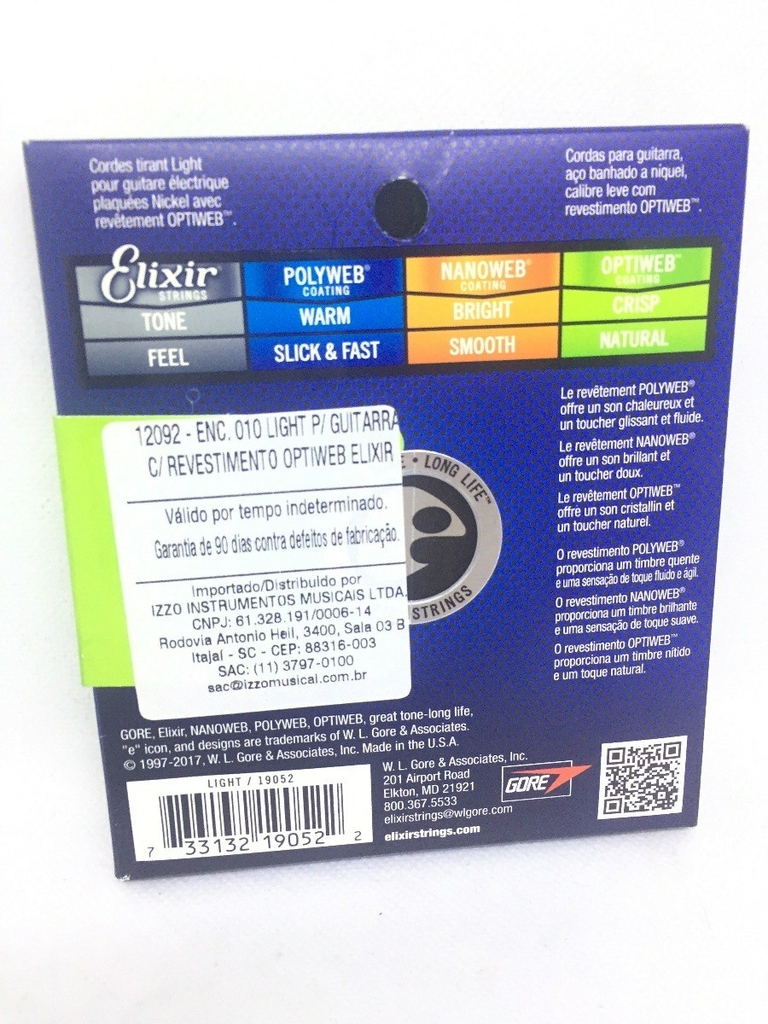 Cordes tirant Light
pour guitare électrique
plaquées Nickel avec
revêtement OPTIWEB™.
Cordas para guitarra,
aço banhado a níquel,
calibre leve com
revestimento OPTIWEB™.
Elixir
STRINGS
POLYWEB®
COATING
NANOWEB®
COATING
OPTIWEB™
COATING
TONE
WARM
BRIGHT
CRISP
FEEL
SLICK & FAST
SMOOTH
NATURAL
12092 - ENC. 010 LIGHT P/ GUITARRA
C/ REVESTIMENTO OPTIWEB ELIXIR
Válido por tempo indeterminado.
Garantia de 90 dias contra defeitos de fabricação.
Importado/Distribuido por
IZZO INSTRUMENTOS MUSICAIS LTDA.
CNPJ: 61.328.191/0006-14
Rodovia Antonio Heil, 3400, Sala 03 B
Itajaí - SC - CEP: 88316-003
SAC: (11) 3797-0100
sac@izzomusical.com.br
• LONG LIFE™
STRINGS
Le revêtement POLYWEB®
offre un son chaleureux et
un toucher glissant et fluide.
Le revêtement NANOWEB®
offre un son brillant et
un toucher doux.
Le revêtement OPTIWEB™
offre un son cristallin et
un toucher naturel.
O revestimento POLYWEB®
proporciona um timbre quente
e uma sensação de toque fluido e ágil.
O revestimento NANOWEB®
proporciona um timbre brilhante
e uma sensação de toque suave.
O revestimento OPTIWEB™
proporciona um timbre nítido
e um toque natural.
GORE, Elixir, NANOWEB, POLYWEB, OPTIWEB, great tone-long life,
"e" icon, and designs are trademarks of W. L. Gore & Associates.
© 1997-2017, W. L. Gore & Associates, Inc. Made in the U.S.A.
LIGHT / 19052
7 33132 19052 2
W. L. Gore & Associates, Inc.
201 Airport Road
Elkton, MD 21921
800.367.5533
elixirstrings@wlgore.com
elixirstrings.com
GORE